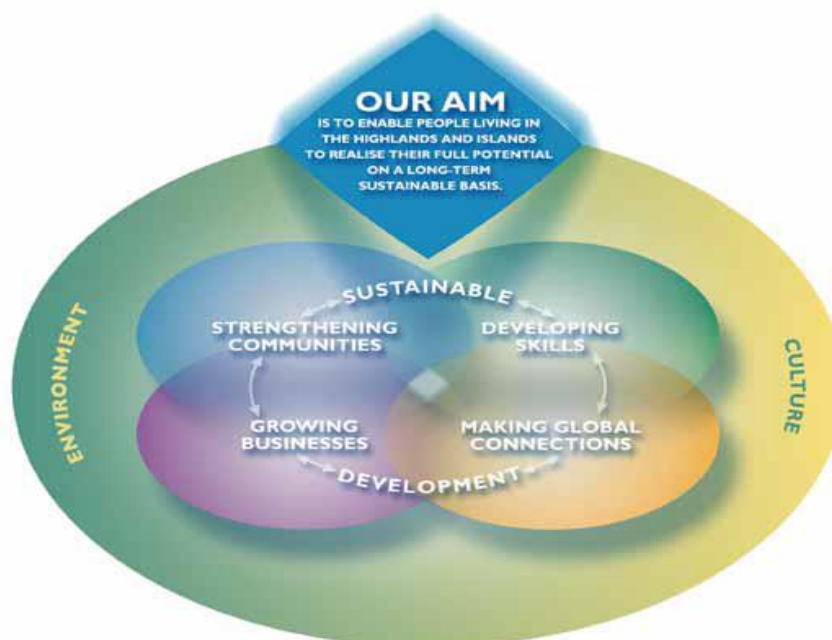 OUR AIM
IS TO ENABLE PEOPLE LIVING IN
THE HIGHLANDS AND ISLANDS
TO REALISE THEIR FULL POTENTIAL
ON A LONG-TERM
SUSTAINABLE BASIS.
SUSTAINABLE
STRENGTHENING
COMMUNITIES
DEVELOPING
SKILLS
ENVIRONMENT
CULTURE
GROWING
BUSINESSES
MAKING GLOBAL
CONNECTIONS
DEVELOPMENT